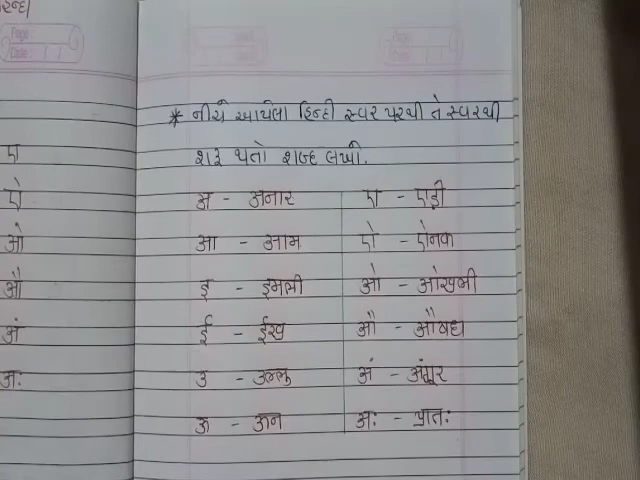 ए
ऐ
ओ
औ
अं
अः
* નીચે આપેલા હિન્દી સ્વર પરથી તે સ્વરથી
શરૂ થતો શબ્દ લખો.
अ - अनार
आ - आम
इ - इमली
ई - ईख
उ - उल्लु
ऊ - ऊन
ए - एड़ी
ऐ - ऐनक
ओ - ओखली
औ - औषध
अं - अंगूर
अः - प्रातः